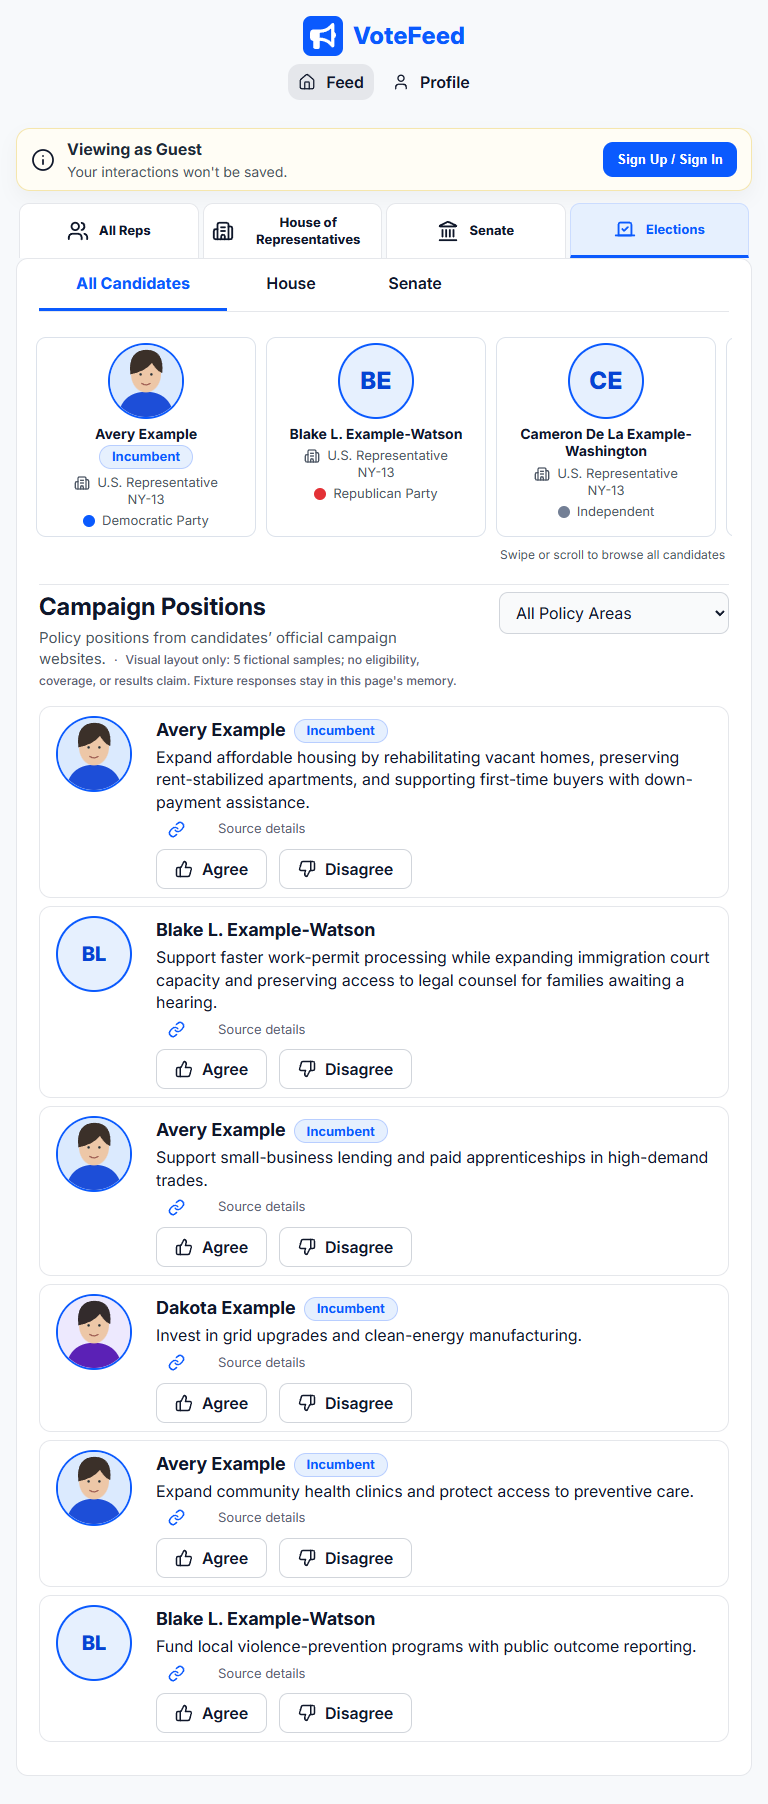 VoteFeed
Feed
Profile
Viewing as Guest
Your interactions won't be saved.
Sign Up / Sign In
All Reps
House of
Representatives
Senate
Elections
All Candidates
House
Senate
Avery Example
Incumbent
U.S. Representative
NY-13
Democratic Party
BE
Blake L. Example-Watson
U.S. Representative
NY-13
Republican Party
CE
Cameron De La Example-
Washington
U.S. Representative
NY-13
Independent
Swipe or scroll to browse all candidates
Campaign Positions
All Policy Areas
Policy positions from candidates’ official campaign
websites. · Visual layout only: 5 fictional samples; no eligibility,
coverage, or results claim. Fixture responses stay in this page's memory.
Avery Example Incumbent
Expand affordable housing by rehabilitating vacant homes, preserving
rent-stabilized apartments, and supporting first-time buyers with down-
payment assistance.
Source details
Agree Disagree
BL
Blake L. Example-Watson
Support faster work-permit processing while expanding immigration court
capacity and preserving access to legal counsel for families awaiting a
hearing.
Source details
Agree Disagree
Avery Example Incumbent
Support small-business lending and paid apprenticeships in high-demand
trades.
Source details
Agree Disagree
Dakota Example Incumbent
Invest in grid upgrades and clean-energy manufacturing.
Source details
Agree Disagree
Avery Example Incumbent
Expand community health clinics and protect access to preventive care.
Source details
Agree Disagree
BL
Blake L. Example-Watson
Fund local violence-prevention programs with public outcome reporting.
Source details
Agree Disagree